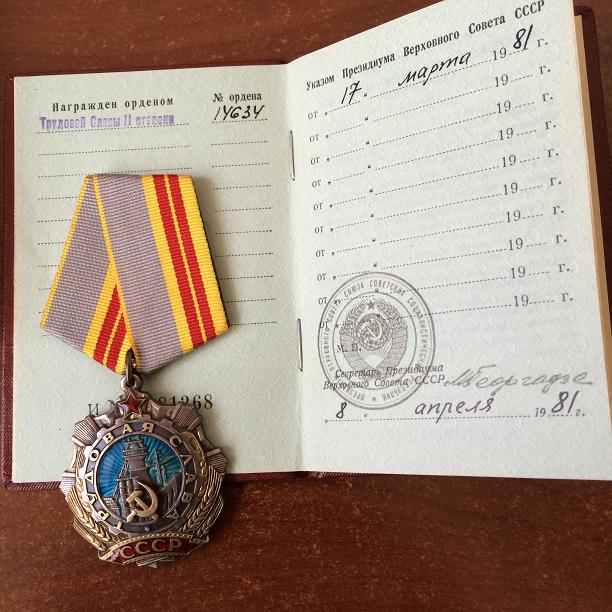 Награжден орденом
№ ордена
Трудовой Славы II степени
14634
И 81268
Указом Президиума Верховного Совета СССР
от „ 17 " марта 1981 г.
от „ " 19 г.
от „ " 19 г.
от „ " 19 г.
от „ " 19 г.
от „ " 19 г.
от „ " 19 г.
от „ " 19 г.
от „ " 19 г.
М. П.
Секретарь Президиума
Верховного Совета СССР
МГеоргадзе
„ 8 " апреля 1981 г.
ТРУДОВАЯ СЛАВА
СССР